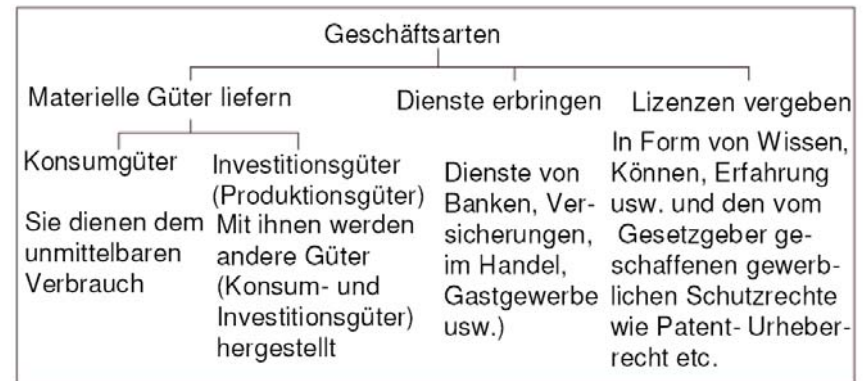 Geschäftsarten
Materielle Güter liefern
Dienste erbringen
Lizenzen vergeben
Konsumgüter
Sie dienen dem
unmittelbaren
Verbrauch
Investitionsgüter
(Produktionsgüter)
Mit ihnen werden
andere Güter
(Konsum- und
Investitionsgüter)
hergestellt
Dienste von
Banken, Ver-
sicherungen,
im Handel,
Gastgewerbe
usw.)
In Form von Wissen,
Können, Erfahrung
usw. und den vom
Gesetzgeber ge-
schaffenen gewerb-
lichen Schutzrechte
wie Patent- Urheber-
recht etc.